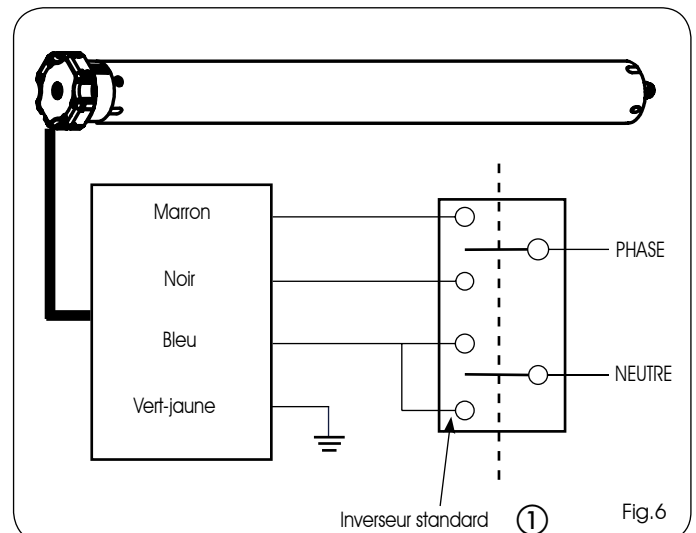 Marron
PHASE
Noir
Bleu
NEUTRE
Vert-jaune
Inverseur standard
①
Fig.6